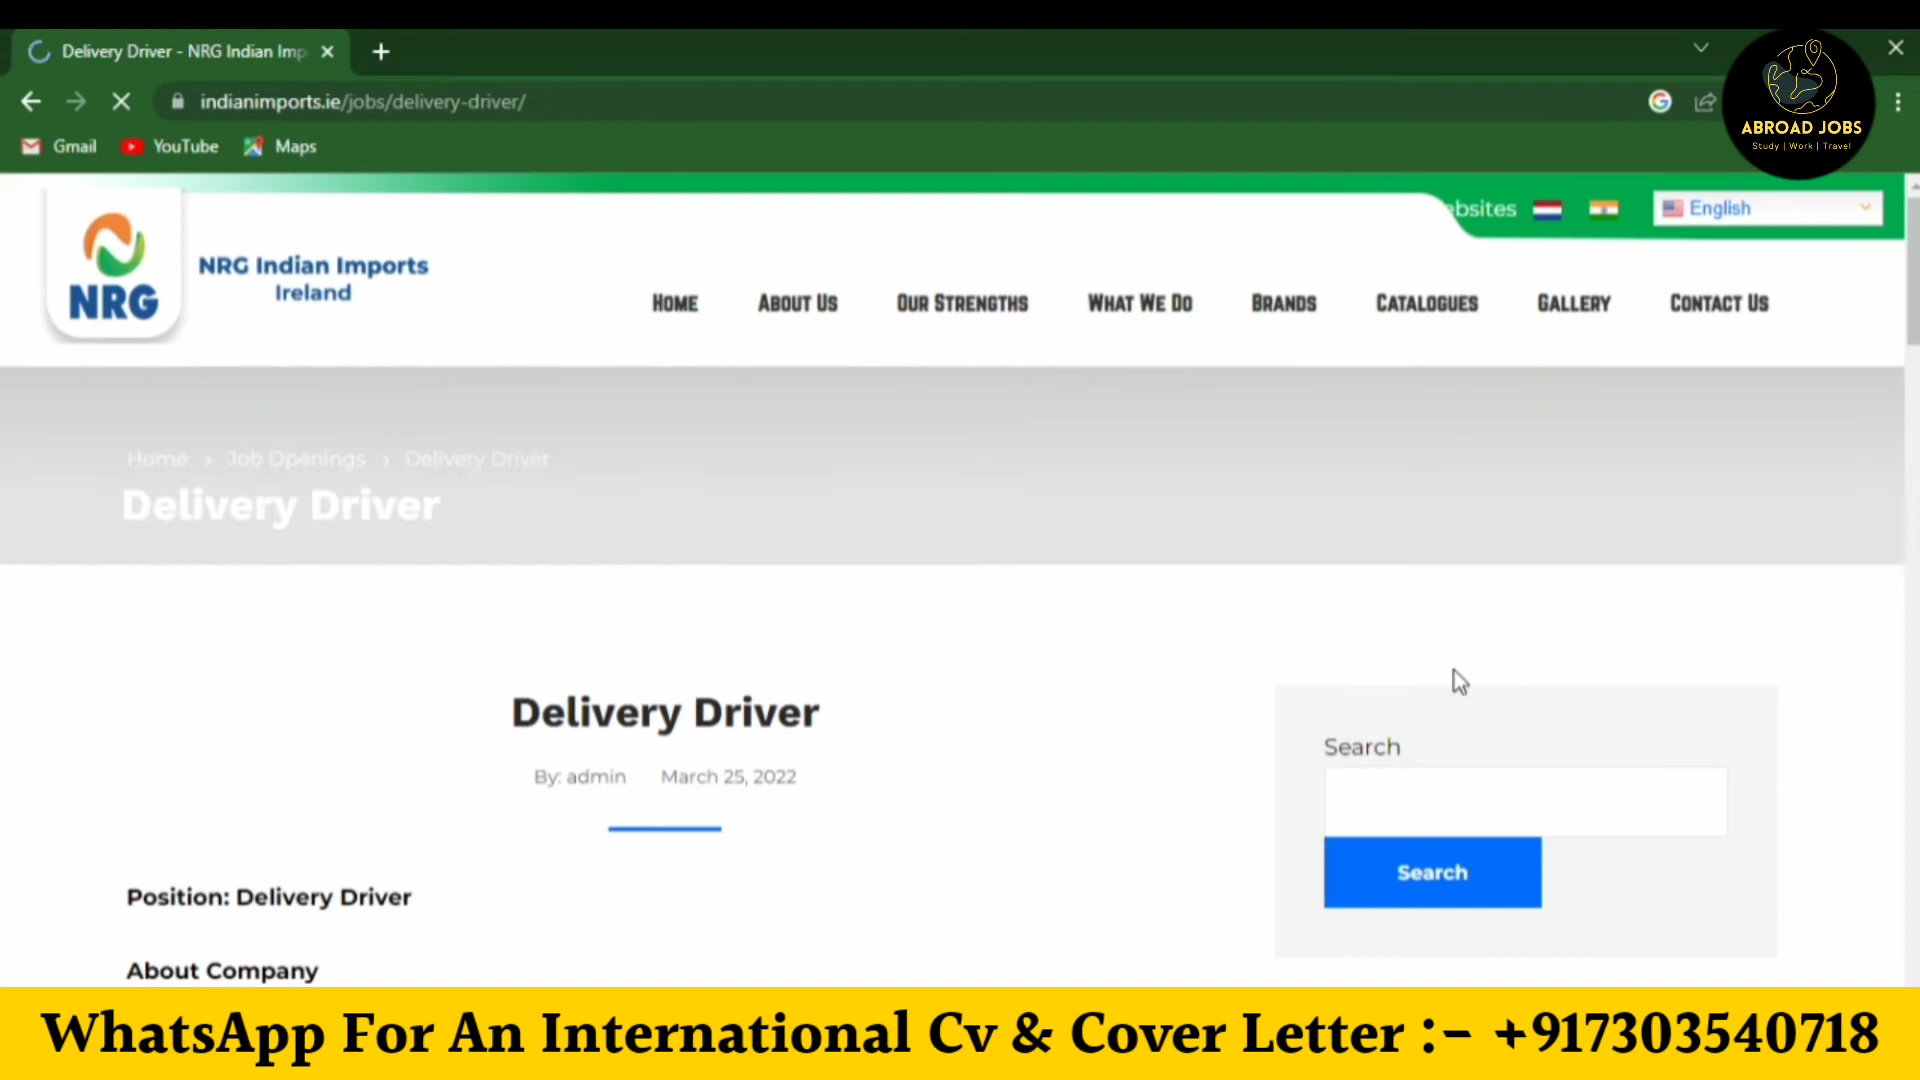 Delivery Driver - NRG Indian Imp
indianimports.ie/jobs/delivery-driver/
Gmail YouTube Maps
ABROAD JOBS
Study | Work | Travel
ebsites English
NRG
NRG Indian Imports
Ireland
HOME ABOUT US OUR STRENGTHS WHAT WE DO BRANDS CATALOGUES GALLERY CONTACT US
Home › Job Openings › Delivery Driver
Delivery Driver
Delivery Driver
By: admin March 25, 2022
Search
Search
Position: Delivery Driver
About Company
WhatsApp For An International Cv & Cover Letter :- +917303540718